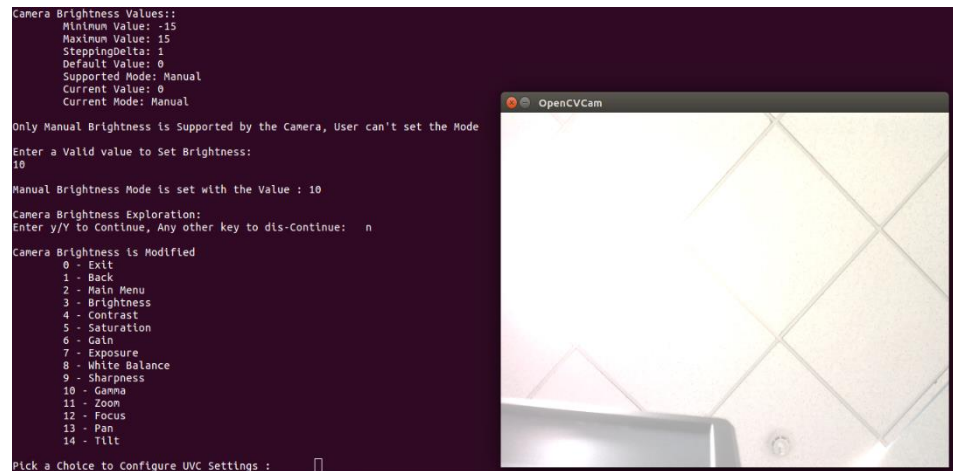 Camera Brightness Values::
Minimum Value: -15
Maximum Value: 15
SteppingDelta: 1
Default Value: 0
Supported Mode: Manual
Current Value: 0
Current Mode: Manual
Only Manual Brightness is Supported by the Camera, User can't set the Mode
Enter a Valid value to Set Brightness:
10
Manual Brightness Mode is set with the Value : 10
Camera Brightness Exploration:
Enter y/Y to Continue, Any other key to dis-Continue: n
Camera Brightness is Modified
0 - Exit
1 - Back
2 - Main Menu
3 - Brightness
4 - Contrast
5 - Saturation
6 - Gain
7 - Exposure
8 - White Balance
9 - Sharpness
10 - Gamma
11 - Zoom
12 - Focus
13 - Pan
14 - Tilt
Pick a Choice to Configure UVC Settings :
OpenCVCam